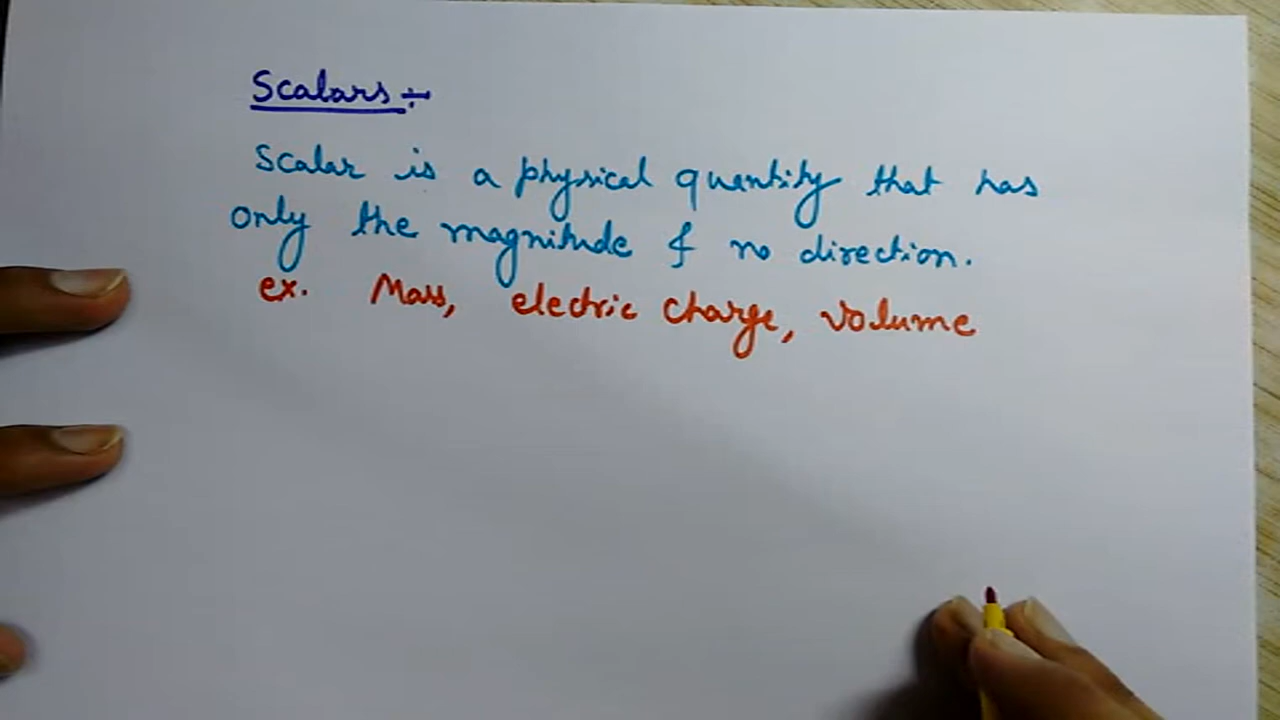 Scalars :-
Scalar is a physical quantity that has
only the magnitude & no direction.
ex. Mass, electric charge, volume